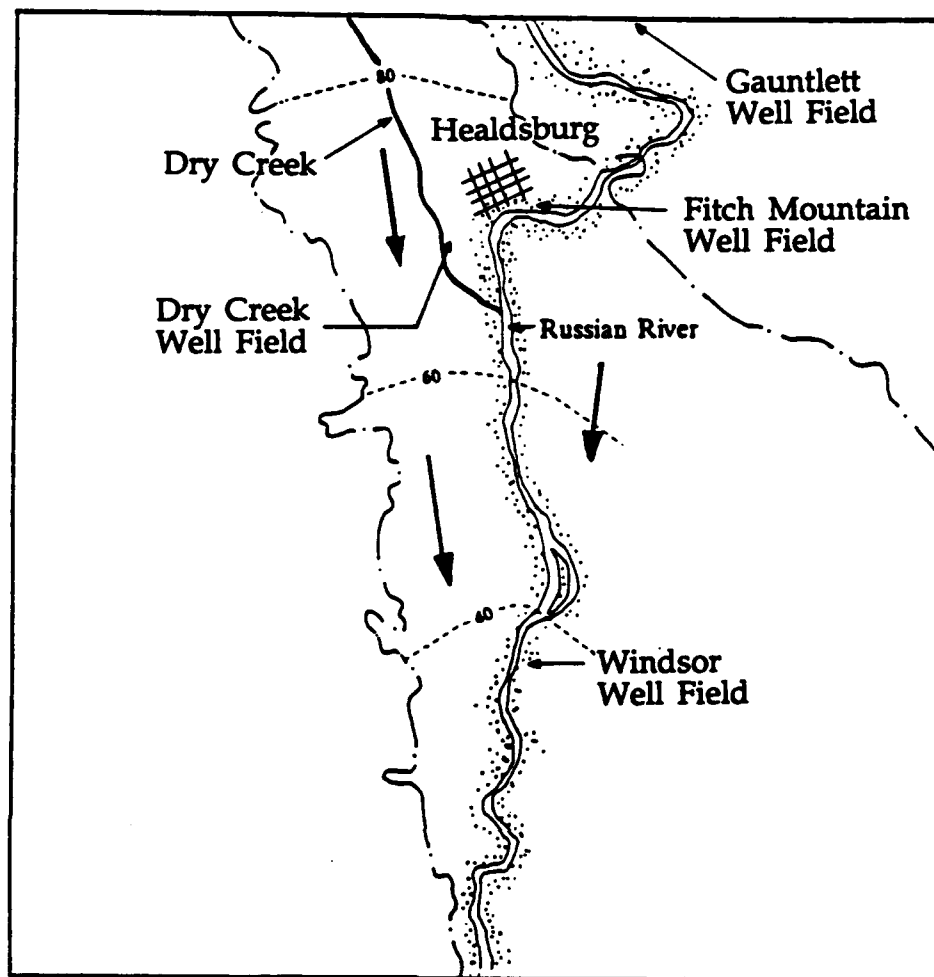 80
Gauntlett
Well Field
Healdsburg
Dry Creek
Fitch Mountain
Well Field
Dry Creek
Well Field
Russian River
60
60
Windsor
Well Field